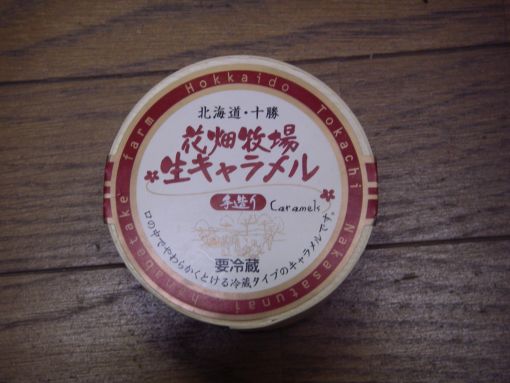 Hokkaido Tokachi Nakasatsunai hanabatake farm
北海道・十勝
花畑牧場
生キャラメル
手造り Caramels
要冷蔵
口の中でやわらかくとける冷蔵タイプのキャラメルです。